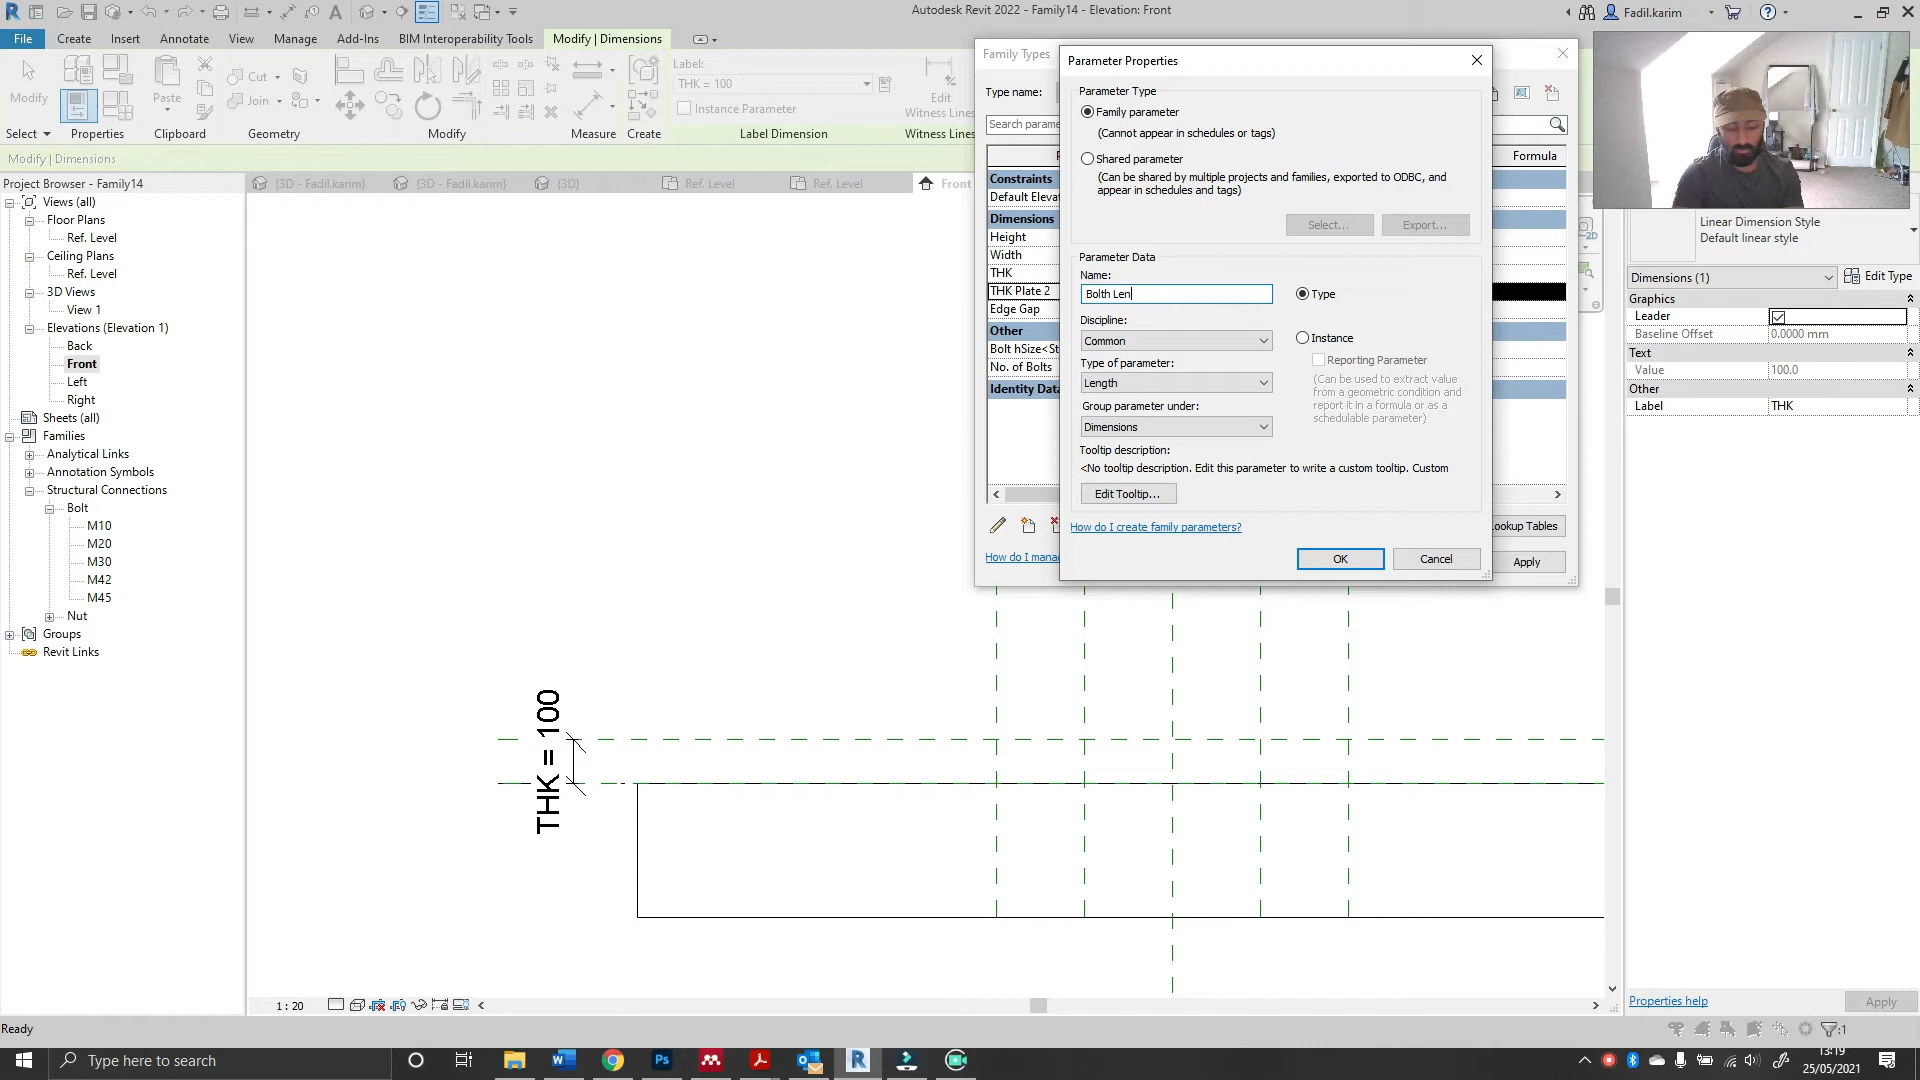 Autodesk Revit 2022 - Family14 - Elevation: Front
Fadil.karim
File Create Insert Annotate View Manage Add-Ins BIM Interoperability Tools Modify | Dimensions
Modify
Paste
Cut
Join
Label:
THK = 100
Instance Parameter
Edit
Witness Lines
Select Properties Clipboard Geometry Modify Measure Create Label Dimension Witness Lines
Modify | Dimensions
Project Browser - Family14
Views (all)
Floor Plans
Ref. Level
Ceiling Plans
Ref. Level
3D Views
View 1
Elevations (Elevation 1)
Back
Front
Left
Right
Sheets (all)
Families
Analytical Links
Annotation Symbols
Structural Connections
Bolt
M10
M20
M30
M42
M45
Nut
Groups
Revit Links
{3D - Fadil.karim} {3D - Fadil.karim} {3D} Ref. Level Ref. Level Front
Family Types
Type name:
Search parame
Formula
Constraints
Default Elevat
Dimensions
Height
Width
THK
THK Plate 2
Edge Gap
Other
Bolt hSize<St
No. of Bolts
Identity Data
How do I mana
ookup Tables
Apply
Parameter Properties
Parameter Type
Family parameter
(Cannot appear in schedules or tags)
Shared parameter
(Can be shared by multiple projects and families, exported to ODBC, and
appear in schedules and tags)
Select...
Export...
Parameter Data
Name:
Bolth Len
Type
Discipline:
Common
Instance
Type of parameter:
Reporting Parameter
Length
(Can be used to extract value
from a geometric condition and
report it in a formula or as a
schedulable parameter)
Group parameter under:
Dimensions
Tooltip description:
<No tooltip description. Edit this parameter to write a custom tooltip. Custom
Edit Tooltip...
How do I create family parameters?
OK
Cancel
THK = 100
Linear Dimension Style
Default linear style
Dimensions (1)
Edit Type
Graphics
Leader
Baseline Offset 0.0000 mm
Text
Value 100.0
Other
Label THK
Properties help
Apply
1 : 20
Ready
:1
Type here to search
13:19
25/05/2021